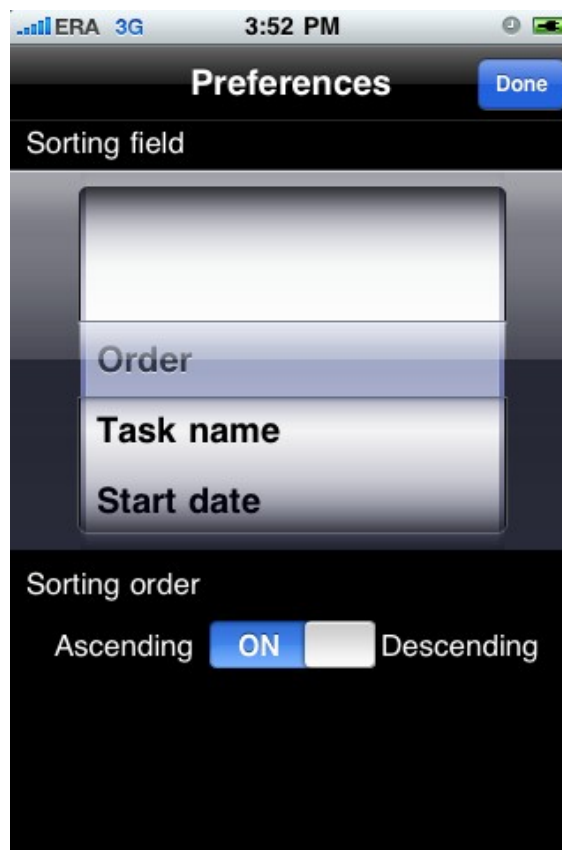 ERA 3G 3:52 PM
Preferences Done
Sorting field
Order
Task name
Start date
Sorting order
Ascending ON Descending